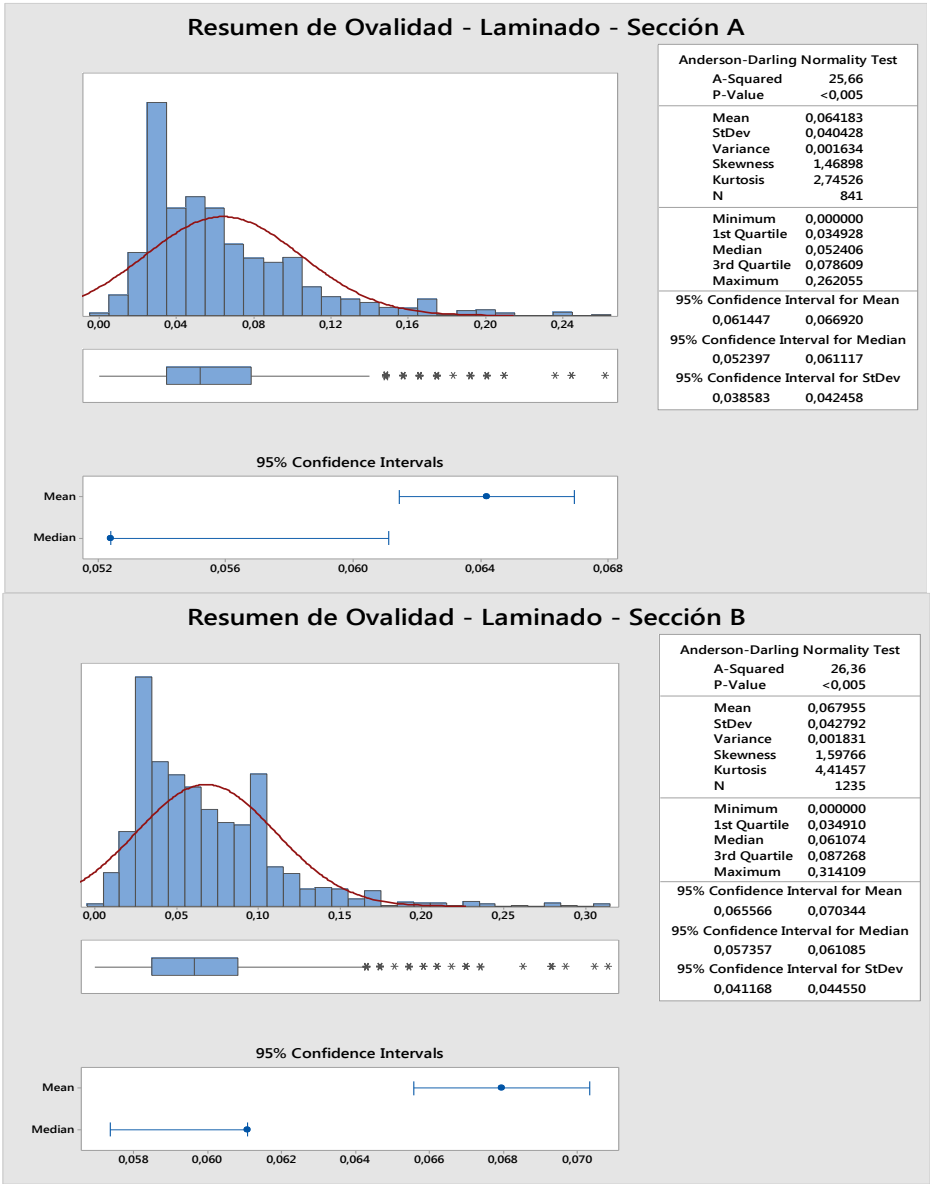 Resumen de Ovalidad - Laminado - Sección A
Anderson-Darling Normality Test
A-Squared 25,66
P-Value <0,005
Mean 0,064183
StDev 0,040428
Variance 0,001634
Skewness 1,46898
Kurtosis 2,74526
N 841
Minimum 0,000000
1st Quartile 0,034928
Median 0,052406
3rd Quartile 0,078609
Maximum 0,262055
95% Confidence Interval for Mean
0,061447 0,066920
95% Confidence Interval for Median
0,052397 0,061117
95% Confidence Interval for StDev
0,038583 0,042458
0,00 0,04 0,08 0,12 0,16 0,20 0,24
95% Confidence Intervals
Mean
Median
0,052 0,056 0,060 0,064 0,068
Resumen de Ovalidad - Laminado - Sección B
Anderson-Darling Normality Test
A-Squared 26,36
P-Value <0,005
Mean 0,067955
StDev 0,042792
Variance 0,001831
Skewness 1,59766
Kurtosis 4,41457
N 1235
Minimum 0,000000
1st Quartile 0,034910
Median 0,061074
3rd Quartile 0,087268
Maximum 0,314109
95% Confidence Interval for Mean
0,065566 0,070344
95% Confidence Interval for Median
0,057357 0,061085
95% Confidence Interval for StDev
0,041168 0,044550
0,00 0,05 0,10 0,15 0,20 0,25 0,30
95% Confidence Intervals
Mean
Median
0,058 0,060 0,062 0,064 0,066 0,068 0,070